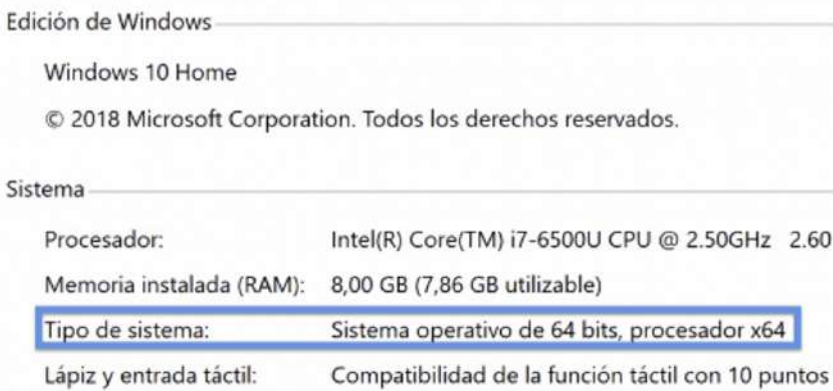 Edición de Windows
Windows 10 Home
© 2018 Microsoft Corporation. Todos los derechos reservados.
Sistema
Procesador: Intel(R) Core(TM) i7-6500U CPU @ 2.50GHz 2.60
Memoria instalada (RAM): 8,00 GB (7,86 GB utilizable)
Tipo de sistema: Sistema operativo de 64 bits, procesador x64
Lápiz y entrada táctil: Compatibilidad de la función táctil con 10 puntos